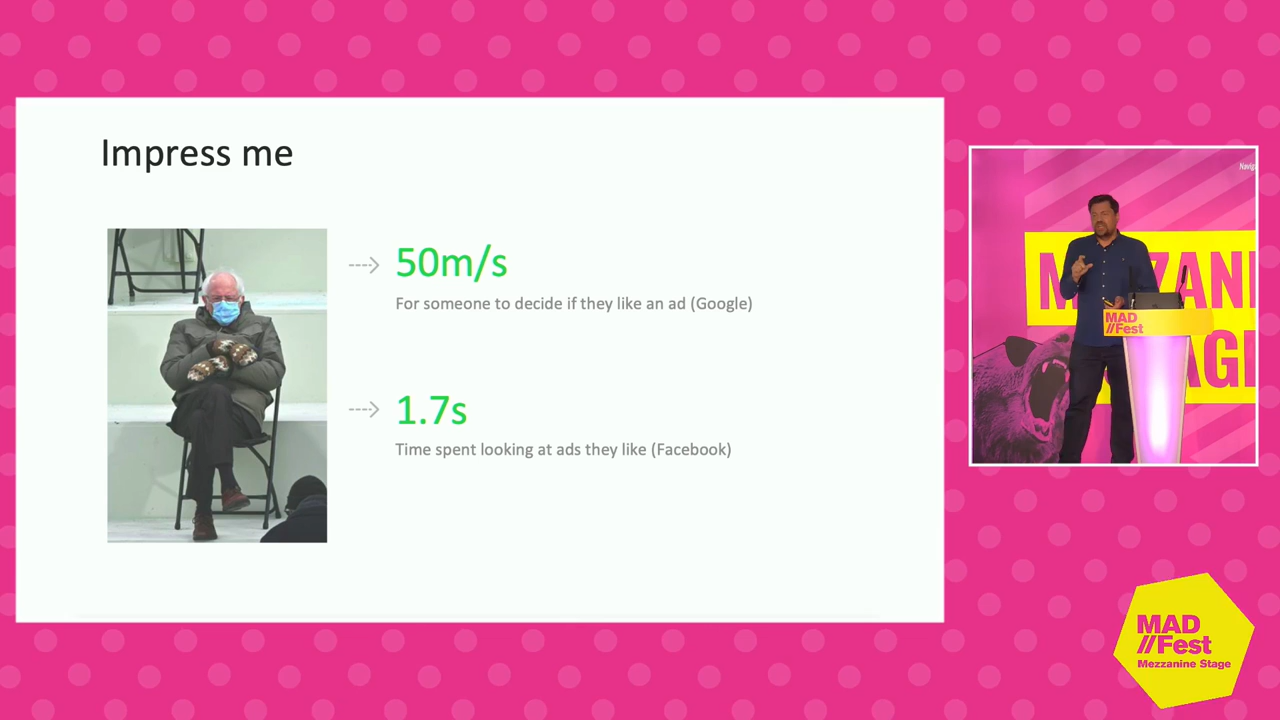 Impress me
50m/s
For someone to decide if they like an ad (Google)
1.7s
Time spent looking at ads they like (Facebook)
MAD
//Fest
MAD
//Fest
Mezzanine Stage